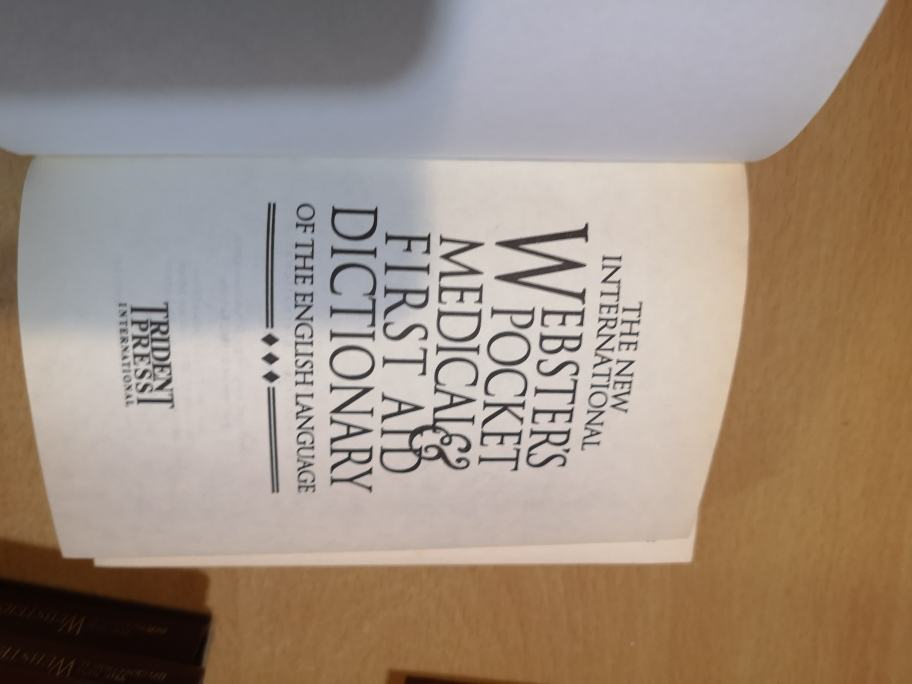 THE NEW
INTERNATIONAL
WEBSTER'S
POCKET
MEDICAL &
FIRST AID
DICTIONARY
OF THE ENGLISH LANGUAGE
TRIDENT
PRESS
INTERNATIONAL